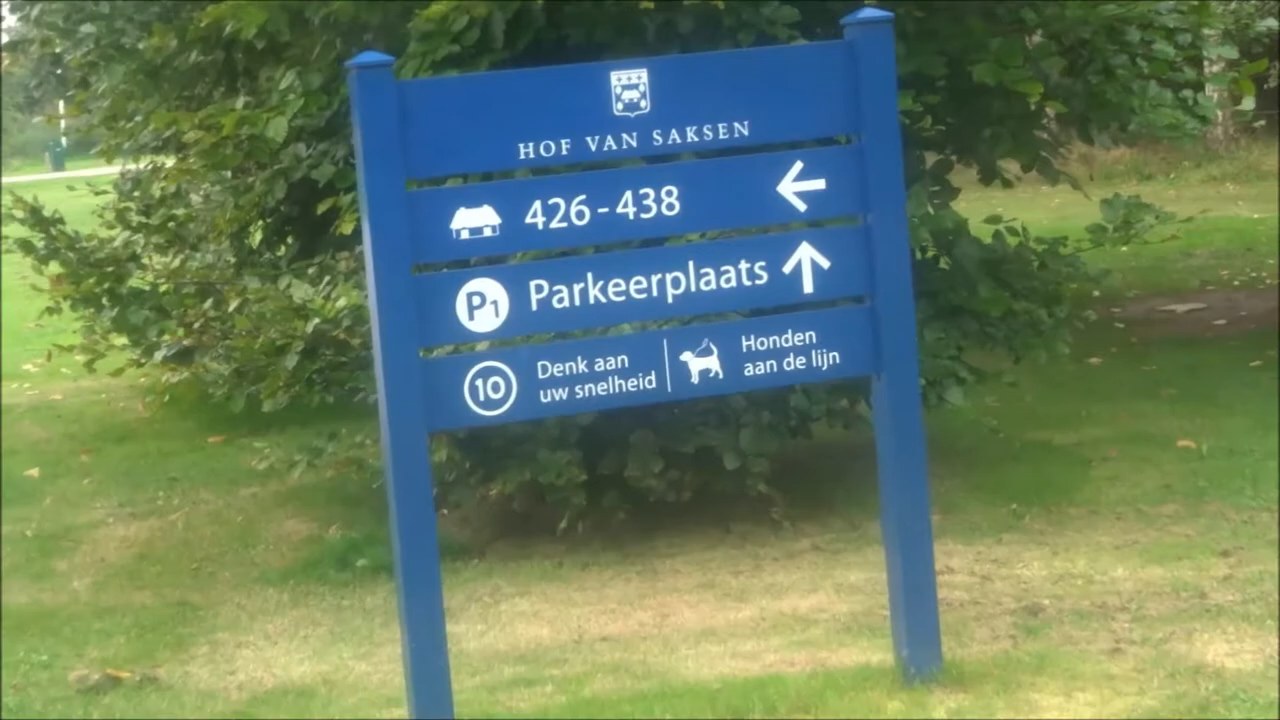 HOF VAN SAKSEN
426-438
P1 Parkeerplaats
10 Denk aan
uw snelheid
Honden
aan de lijn